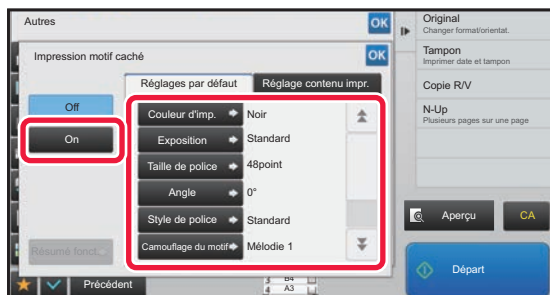 Autres
OK
Impression motif caché
OK
Réglages par défaut
Réglage contenu impr.
Off
On
Couleur d'imp.
Noir
Exposition
Standard
Taille de police
48point
Angle
0°
Style de police
Standard
Camouflage du motif
Mélodie 1
Résumé fonct.
Précédent
B4
4 A3
Original
Changer format/orientat.
Tampon
Imprimer date et tampon
Copie R/V
N-Up
Plusieurs pages sur une page
Aperçu
CA
Départ